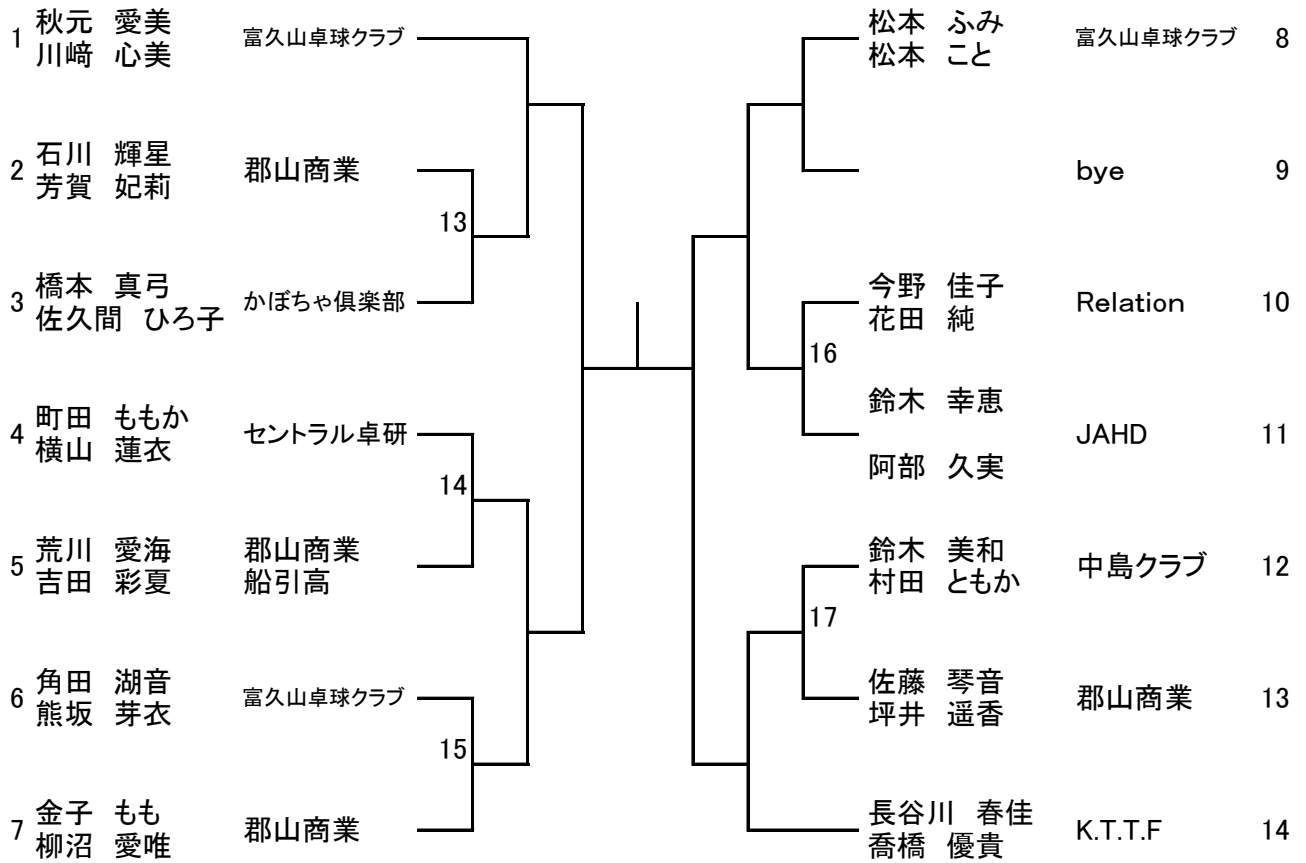 1 秋元　愛美 富久山卓球クラブ
川﨑　心美
2 石川　輝星 郡山商業
芳賀　妃莉
13
3 橋本　真弓 かぼちゃ倶楽部
佐久間　ひろ子
4 町田　ももか セントラル卓研
横山　蓮衣
14
5 荒川　愛海 郡山商業
吉田　彩夏 船引高
6 角田　湖音 富久山卓球クラブ
熊坂　芽衣
15
7 金子　もも 郡山商業
柳沼　愛唯
松本　ふみ 富久山卓球クラブ 8
松本　こと
bye 9
今野　佳子 Relation 10
花田　純
16
鈴木　幸恵
JAHD 11
阿部　久実
鈴木　美和 中島クラブ 12
村田　ともか
17
佐藤　琴音 郡山商業 13
坪井　遥香
長谷川　春佳 K.T.T.F 14
喬橋　優貴